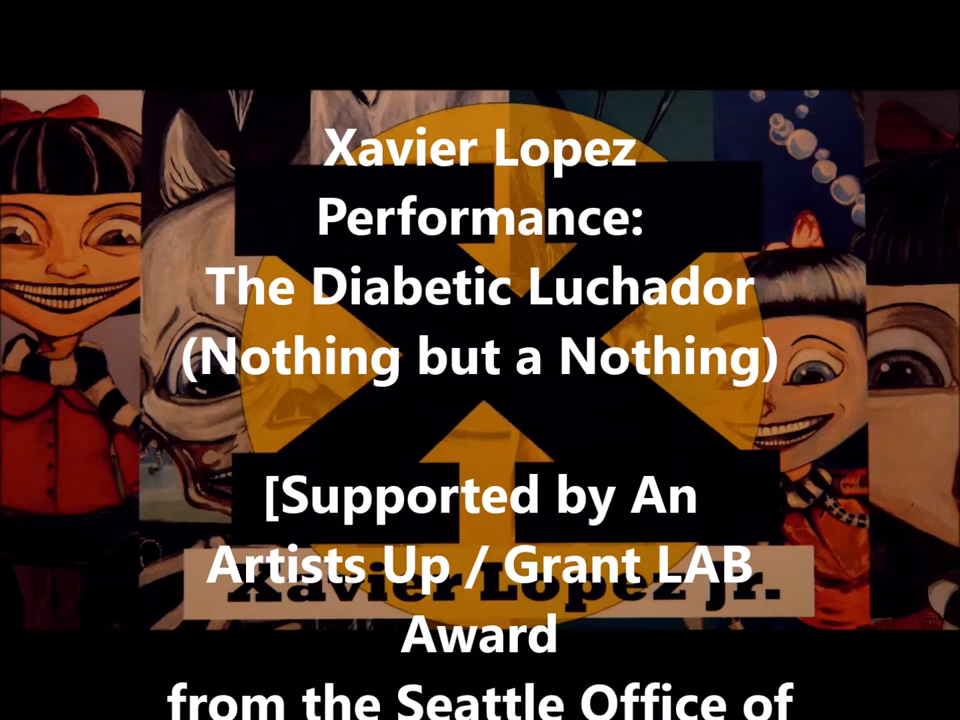 Xavier Lopez
Performance:
The Diabetic Luchador
(Nothing but a Nothing)
[Supported by An
Artists Up / Grant LAB
Xavier Lopez Jr.
Award
from the Seattle Office of